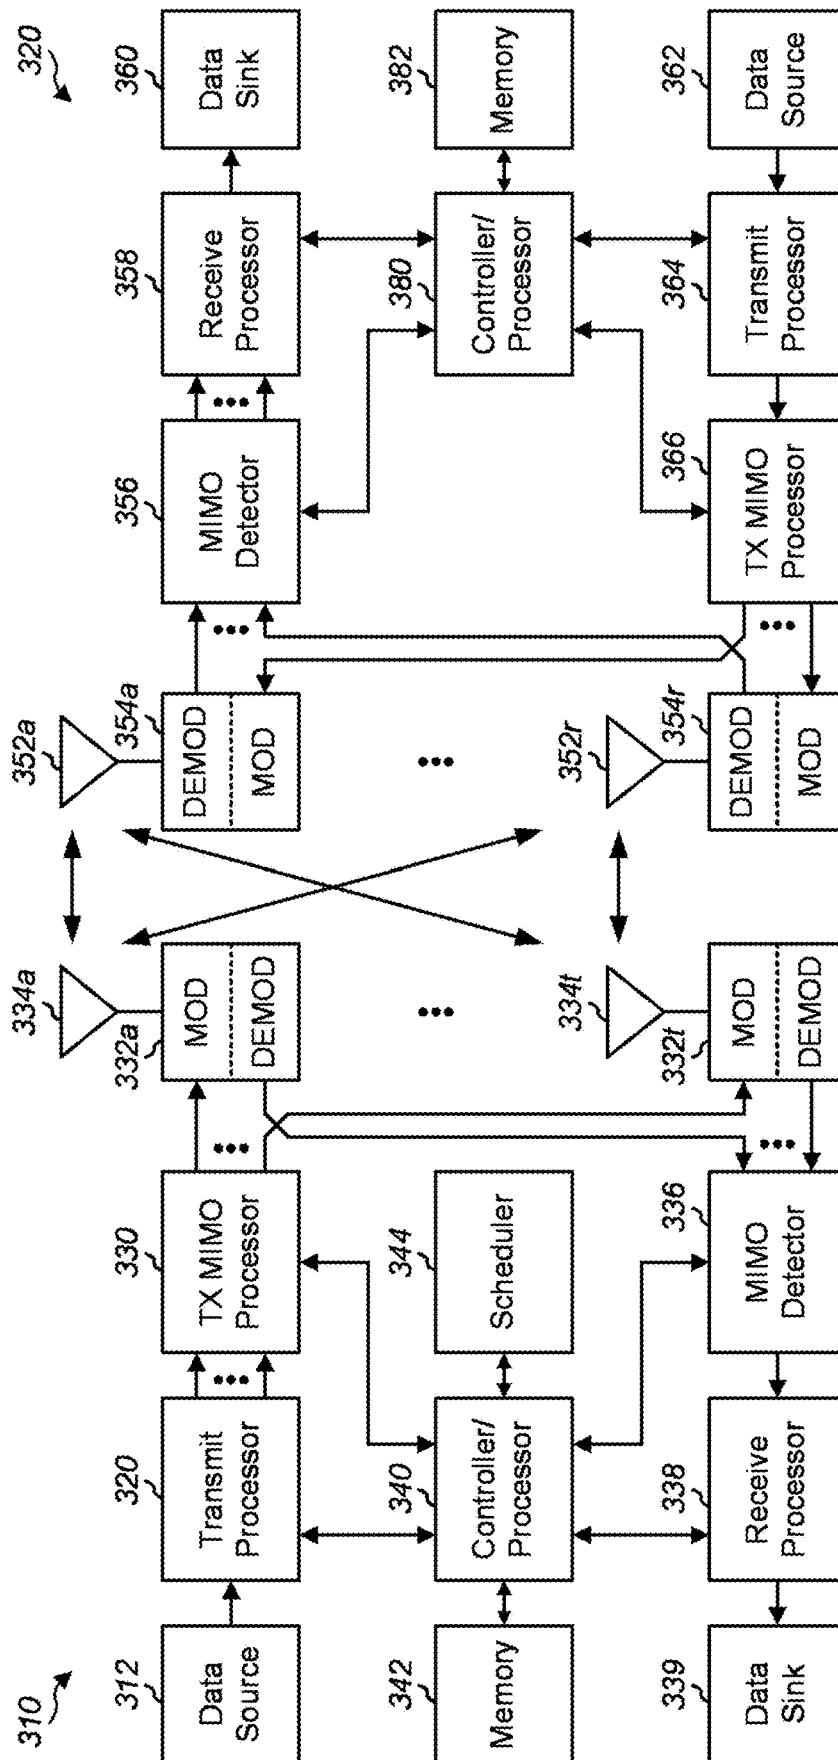 310
320
334a
352a
312
320
330
332a
354a
356
358
360
Data
Source
Transmit
Processor
TX MIMO
Processor
MOD
DEMOD
DEMOD
MOD
MIMO
Detector
Receive
Processor
Data
Sink
342
340
344
380
382
Memory
Controller/
Processor
Scheduler
Controller/
Processor
Memory
334t
352r
339
338
336
332t
354r
366
364
362
Data
Sink
Receive
Processor
MIMO
Detector
MOD
DEMOD
DEMOD
MOD
TX MIMO
Processor
Transmit
Processor
Data
Source